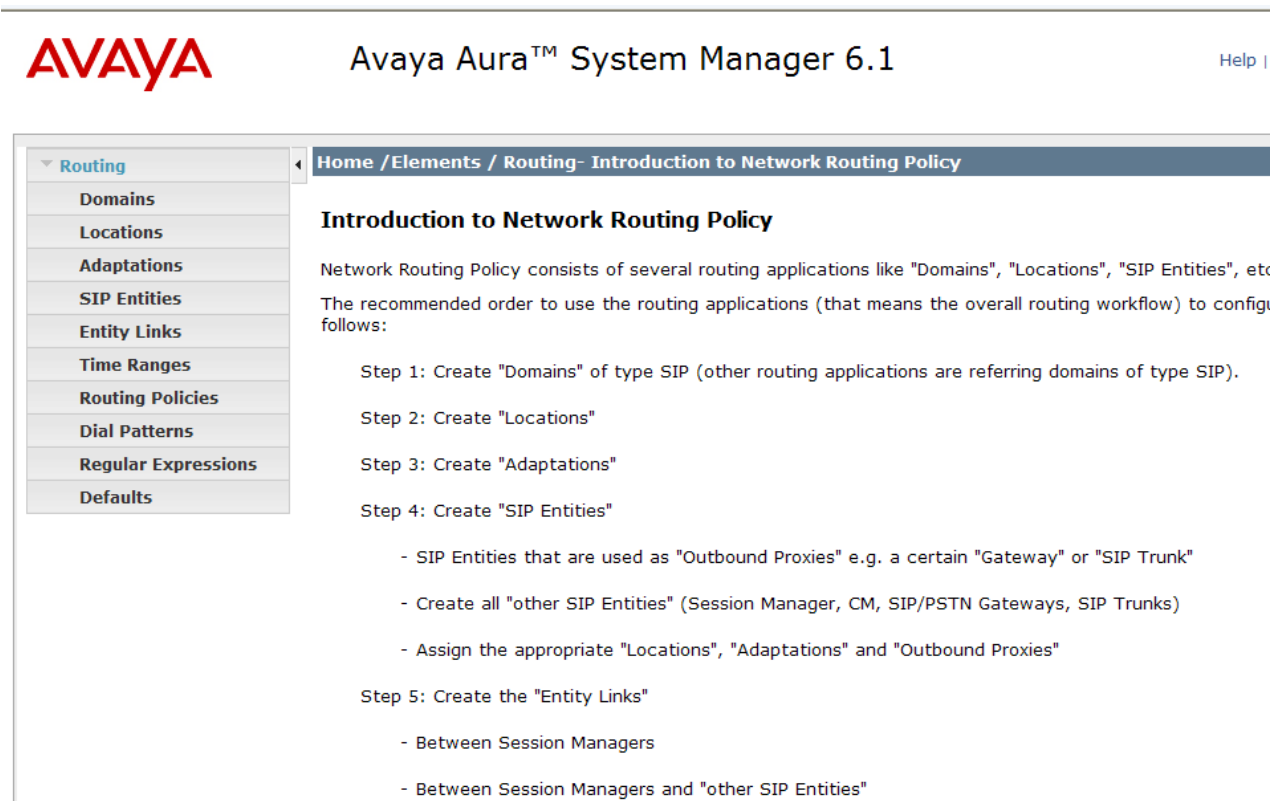 AVAYA
Avaya Aura™ System Manager 6.1
Help |
Routing
Domains
Locations
Adaptations
SIP Entities
Entity Links
Time Ranges
Routing Policies
Dial Patterns
Regular Expressions
Defaults
Home /Elements / Routing- Introduction to Network Routing Policy
Introduction to Network Routing Policy
Network Routing Policy consists of several routing applications like "Domains", "Locations", "SIP Entities", etc
The recommended order to use the routing applications (that means the overall routing workflow) to configu
follows:
Step 1: Create "Domains" of type SIP (other routing applications are referring domains of type SIP).
Step 2: Create "Locations"
Step 3: Create "Adaptations"
Step 4: Create "SIP Entities"
- SIP Entities that are used as "Outbound Proxies" e.g. a certain "Gateway" or "SIP Trunk"
- Create all "other SIP Entities" (Session Manager, CM, SIP/PSTN Gateways, SIP Trunks)
- Assign the appropriate "Locations", "Adaptations" and "Outbound Proxies"
Step 5: Create the "Entity Links"
- Between Session Managers
- Between Session Managers and "other SIP Entities"